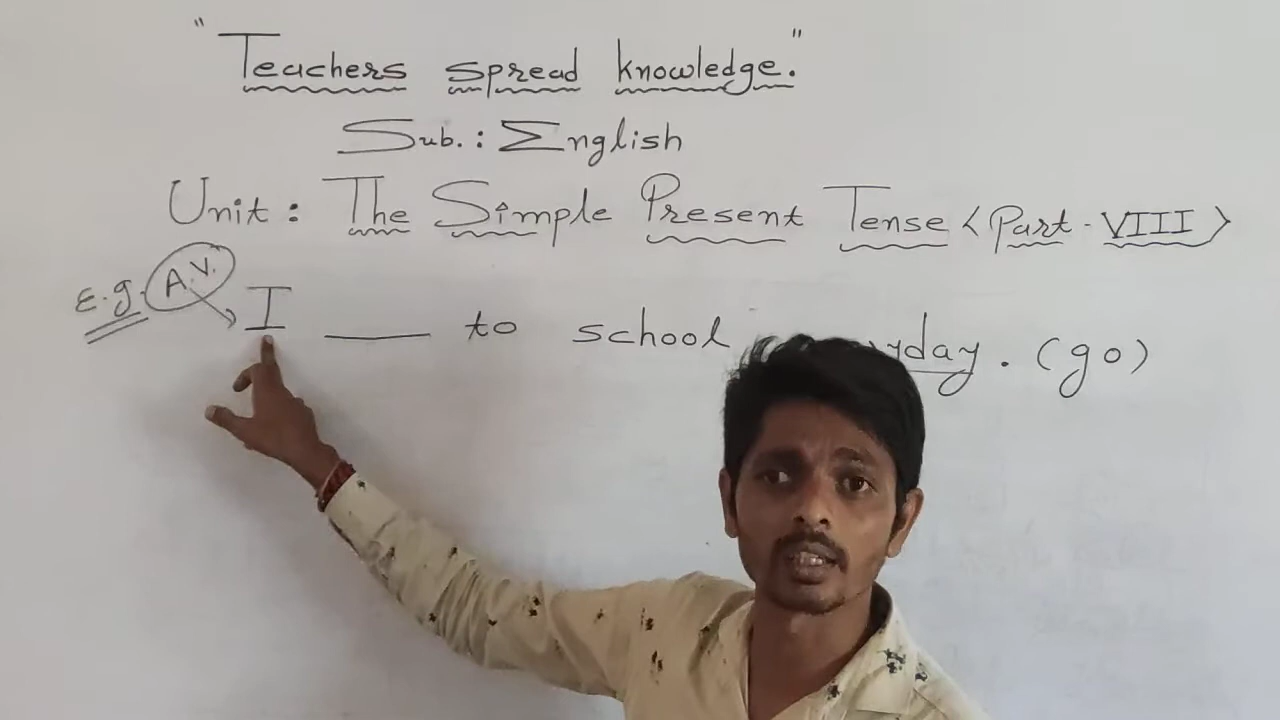 "Teachers spread knowledge."
Sub. : English
Unit : The Simple Present Tense < Part - VIII >
E.g. A.V. I ____ to school . (go)